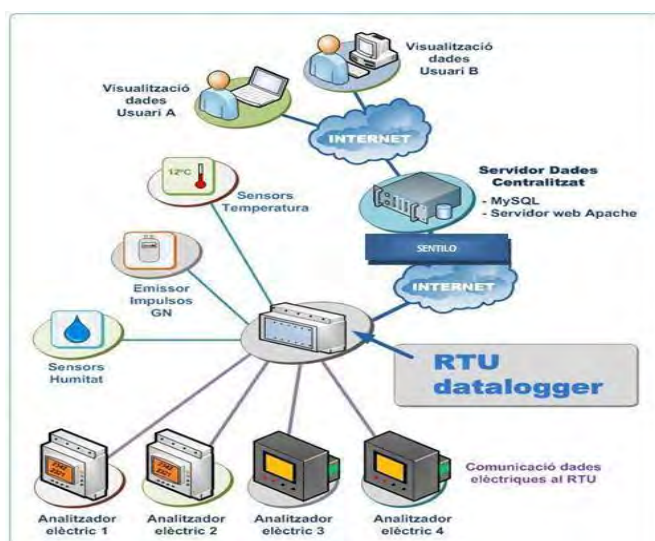 Visualització
dades
Usuari B
Visualització
dades
Usuari A
INTERNET
12ºC
Sensors
Temperatura
Servidor Dades
Centralitzat
- MySQL
- Servidor web Apache
SENTILO
INTERNET
Emissor
Impulsos
GN
Sensors
Humitat
RTU
datalogger
Comunicació dades
elèctriques al RTU
Analitzador
elèctric 1
Analitzador
elèctric 2
Analitzador
elèctric 3
Analitzador
elèctric 4